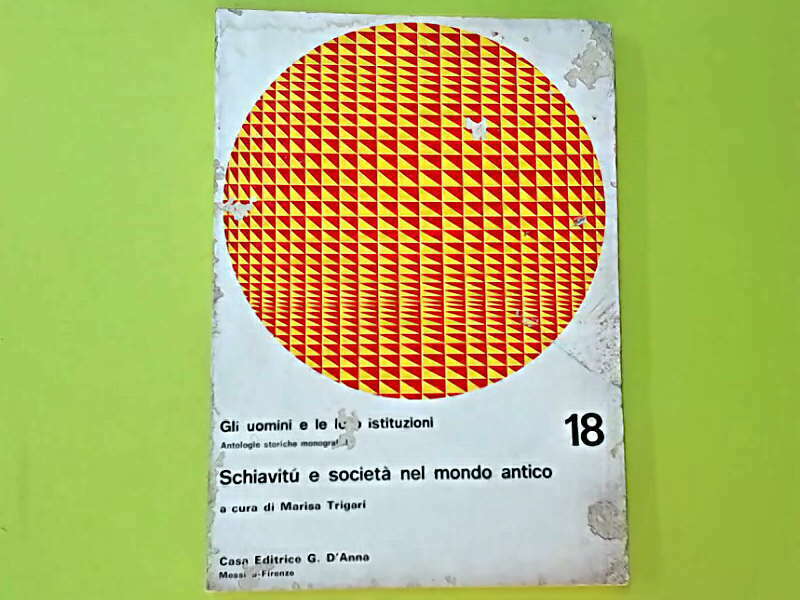 Gli uomini e le loro istituzioni
18
Antologie storiche
Schiavitú e società nel mondo antico
a cura di Marisa Trigari
Casa Editrice G. D'Anna
Firenze